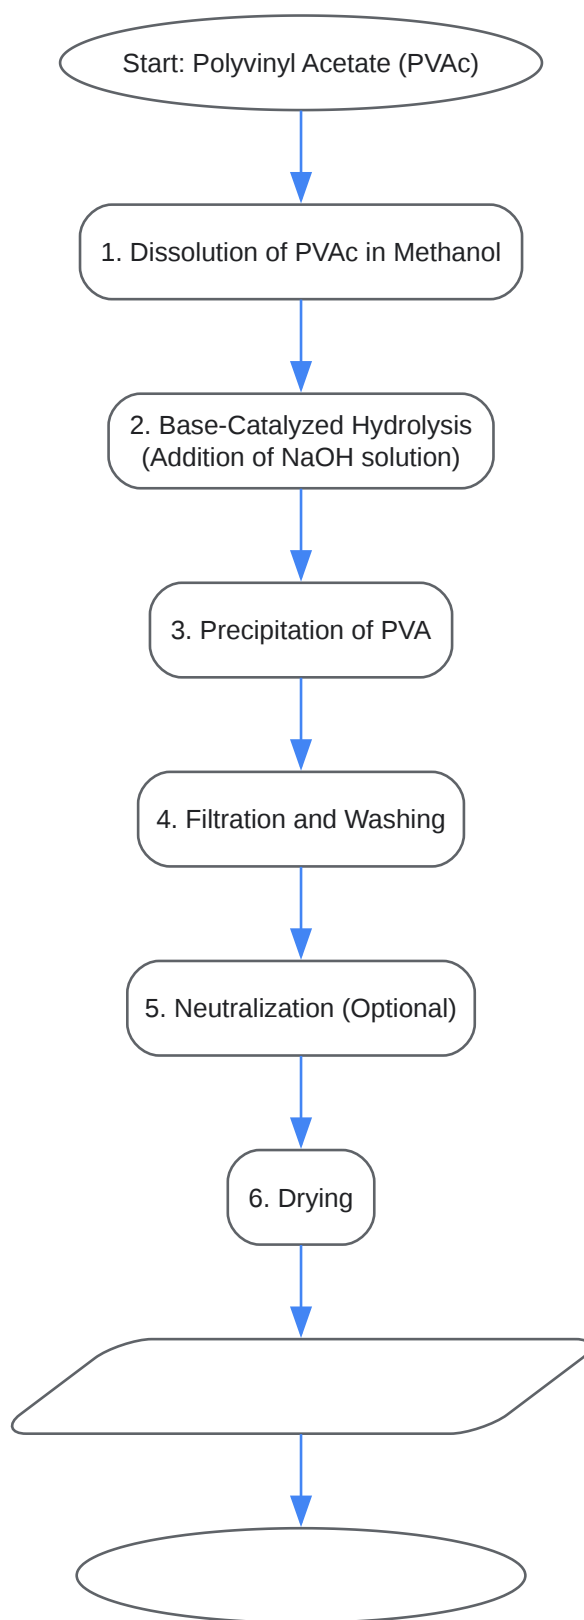 Start: Polyvinyl Acetate (PVAc)
1. Dissolution of PVAc in Methanol
2. Base-Catalyzed Hydrolysis
(Addition of NaOH solution)
3. Precipitation of PVA
4. Filtration and Washing
5. Neutralization (Optional)
6. Drying